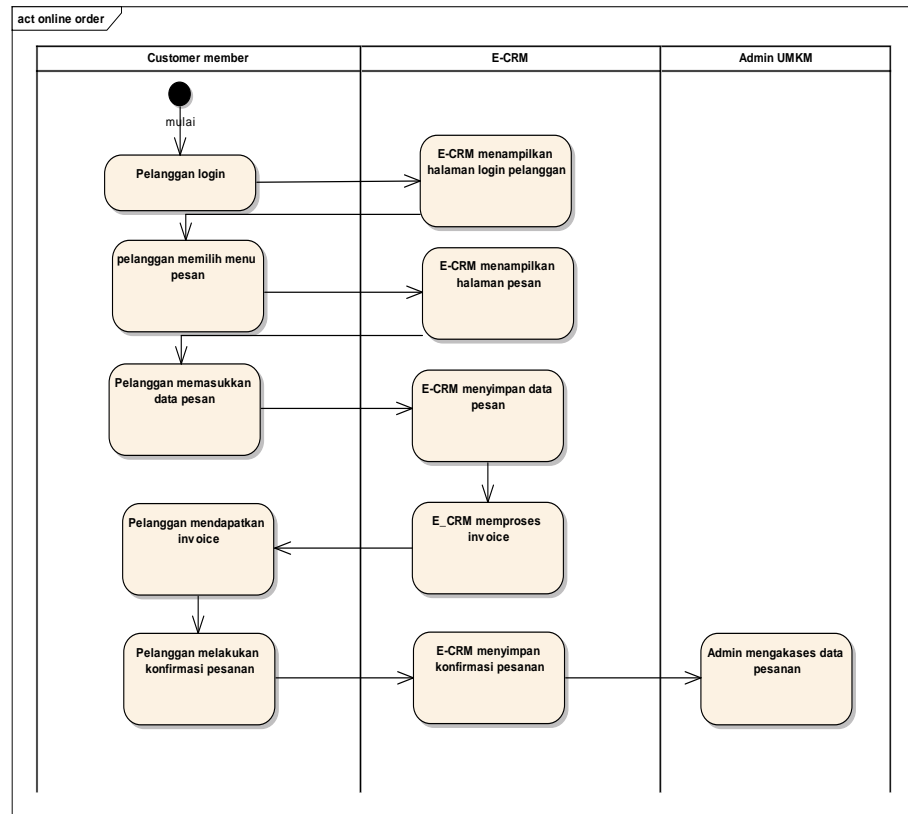 act online order
Customer member
E-CRM
Admin UMKM
mulai
Pelanggan login
E-CRM menampilkan
halaman login pelanggan
pelanggan memilih menu
pesan
E-CRM menampilkan
halaman pesan
Pelanggan memasukkan
data pesan
E-CRM menyimpan data
pesan
Pelanggan mendapatkan
invoice
E_CRM memproses
invoice
Pelanggan melakukan
konfirmasi pesanan
E-CRM menyimpan
konfirmasi pesanan
Admin mengakases data
pesanan